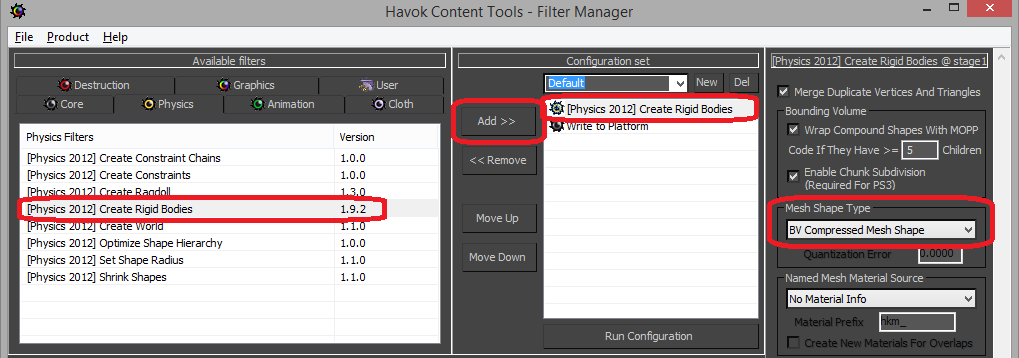 Havok Content Tools - Filter Manager
File Product Help
Available filters
Destruction Graphics User
Core Physics Animation Cloth
Physics Filters Version
[Physics 2012] Create Constraint Chains 1.0.0
[Physics 2012] Create Constraints 1.0.0
[Physics 2012] Create Ragdoll 1.3.0
[Physics 2012] Create Rigid Bodies 1.9.2
[Physics 2012] Create World 1.1.0
[Physics 2012] Optimize Shape Hierarchy 1.0.0
[Physics 2012] Set Shape Radius 1.1.0
[Physics 2012] Shrink Shapes 1.1.0
Add >>
<< Remove
Move Up
Move Down
Configuration set
Default New Del
[Physics 2012] Create Rigid Bodies
Write to Platform
Run Configuration
[Physics 2012] Create Rigid Bodies @ stage1
Merge Duplicate Vertices And Triangles
Bounding Volume
Wrap Compound Shapes With MOPP
Code If They Have >= 5 Children
Enable Chunk Subdivision
(Required For PS3)
Mesh Shape Type
BV Compressed Mesh Shape
Quantization Error 0.0000
Named Mesh Material Source
No Material Info
Material Prefix hkm_
Create New Materials For Overlaps